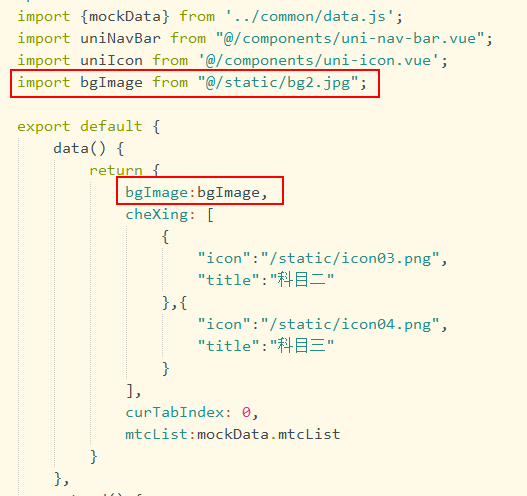 import {mockData} from '../common/data.js';
import uniNavBar from "@/components/uni-nav-bar.vue";
import uniIcon from '@/components/uni-icon.vue';
import bgImage from "@/static/bg2.jpg";
export default {
data() {
return {
bgImage:bgImage,
cheXing: [
{
"icon":"/static/icon03.png",
"title":"科目二"
},{
"icon":"/static/icon04.png",
"title":"科目三"
}
],
curTabIndex: 0,
mtcList:mockData.mtcList
}
},